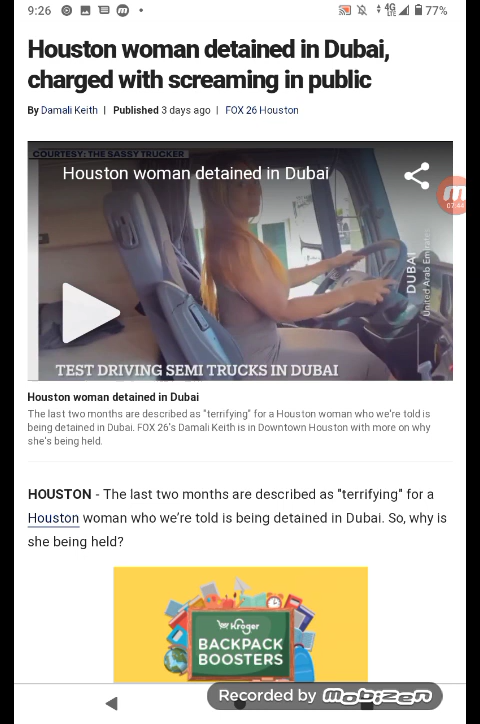 9:26
4G
LTE
77%
Houston woman detained in Dubai,
charged with screaming in public
By Damali Keith | Published 3 days ago | FOX 26 Houston
COURTESY: THE SASSY TRUCKER
Houston woman detained in Dubai
07:44
DUBAI
United Arab Emirates
TEST DRIVING SEMI TRUCKS IN DUBAI
Houston woman detained in Dubai
The last two months are described as "terrifying" for a Houston woman who we're told is
being detained in Dubai. FOX 26's Damali Keith is in Downtown Houston with more on why
she's being held.
HOUSTON - The last two months are described as "terrifying" for a
Houston woman who we’re told is being detained in Dubai. So, why is
she being held?
Kroger
BACKPACK
BOOSTERS
Recorded by mobizen